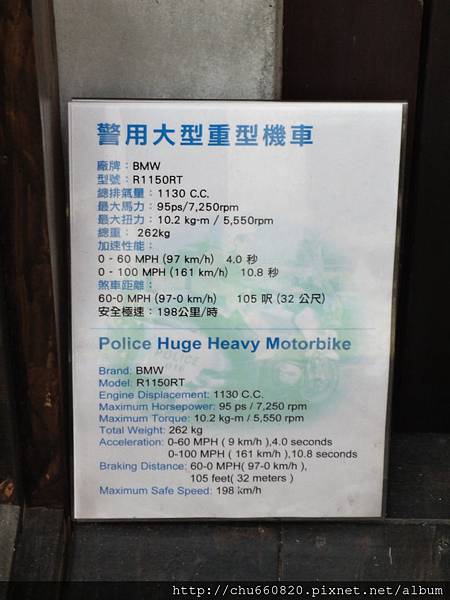 警用大型重型機車
廠牌：BMW
型號：R1150RT
總排氣量：1130 C.C.
最大馬力：95ps/7,250rpm
最大扭力：10.2 kg-m / 5,550rpm
總重： 262kg
加速性能：
0 - 60 MPH (97 km/h) 4.0 秒
0 - 100 MPH (161 km/h) 10.8 秒
煞車距離：
60-0 MPH (97-0 km/h) 105 呎 (32 公尺)
安全極速：198公里/時
Police Huge Heavy Motorbike
Brand: BMW
Model: R1150RT
Engine Displacement: 1130 C.C.
Maximum Horsepower: 95 ps / 7,250 rpm
Maximum Torque: 10.2 kg-m / 5,550 rpm
Total Weight: 262 kg
Acceleration: 0-60 MPH ( 9 km/h ),4.0 seconds
0-100 MPH ( 161 km/h ),10.8 seconds
Braking Distance: 60-0 MPH( 97-0 km/h ),
105 feet( 32 meters )
Maximum Safe Speed: 198 km/h
POLICE
http://chu660820.pixnet.net/album